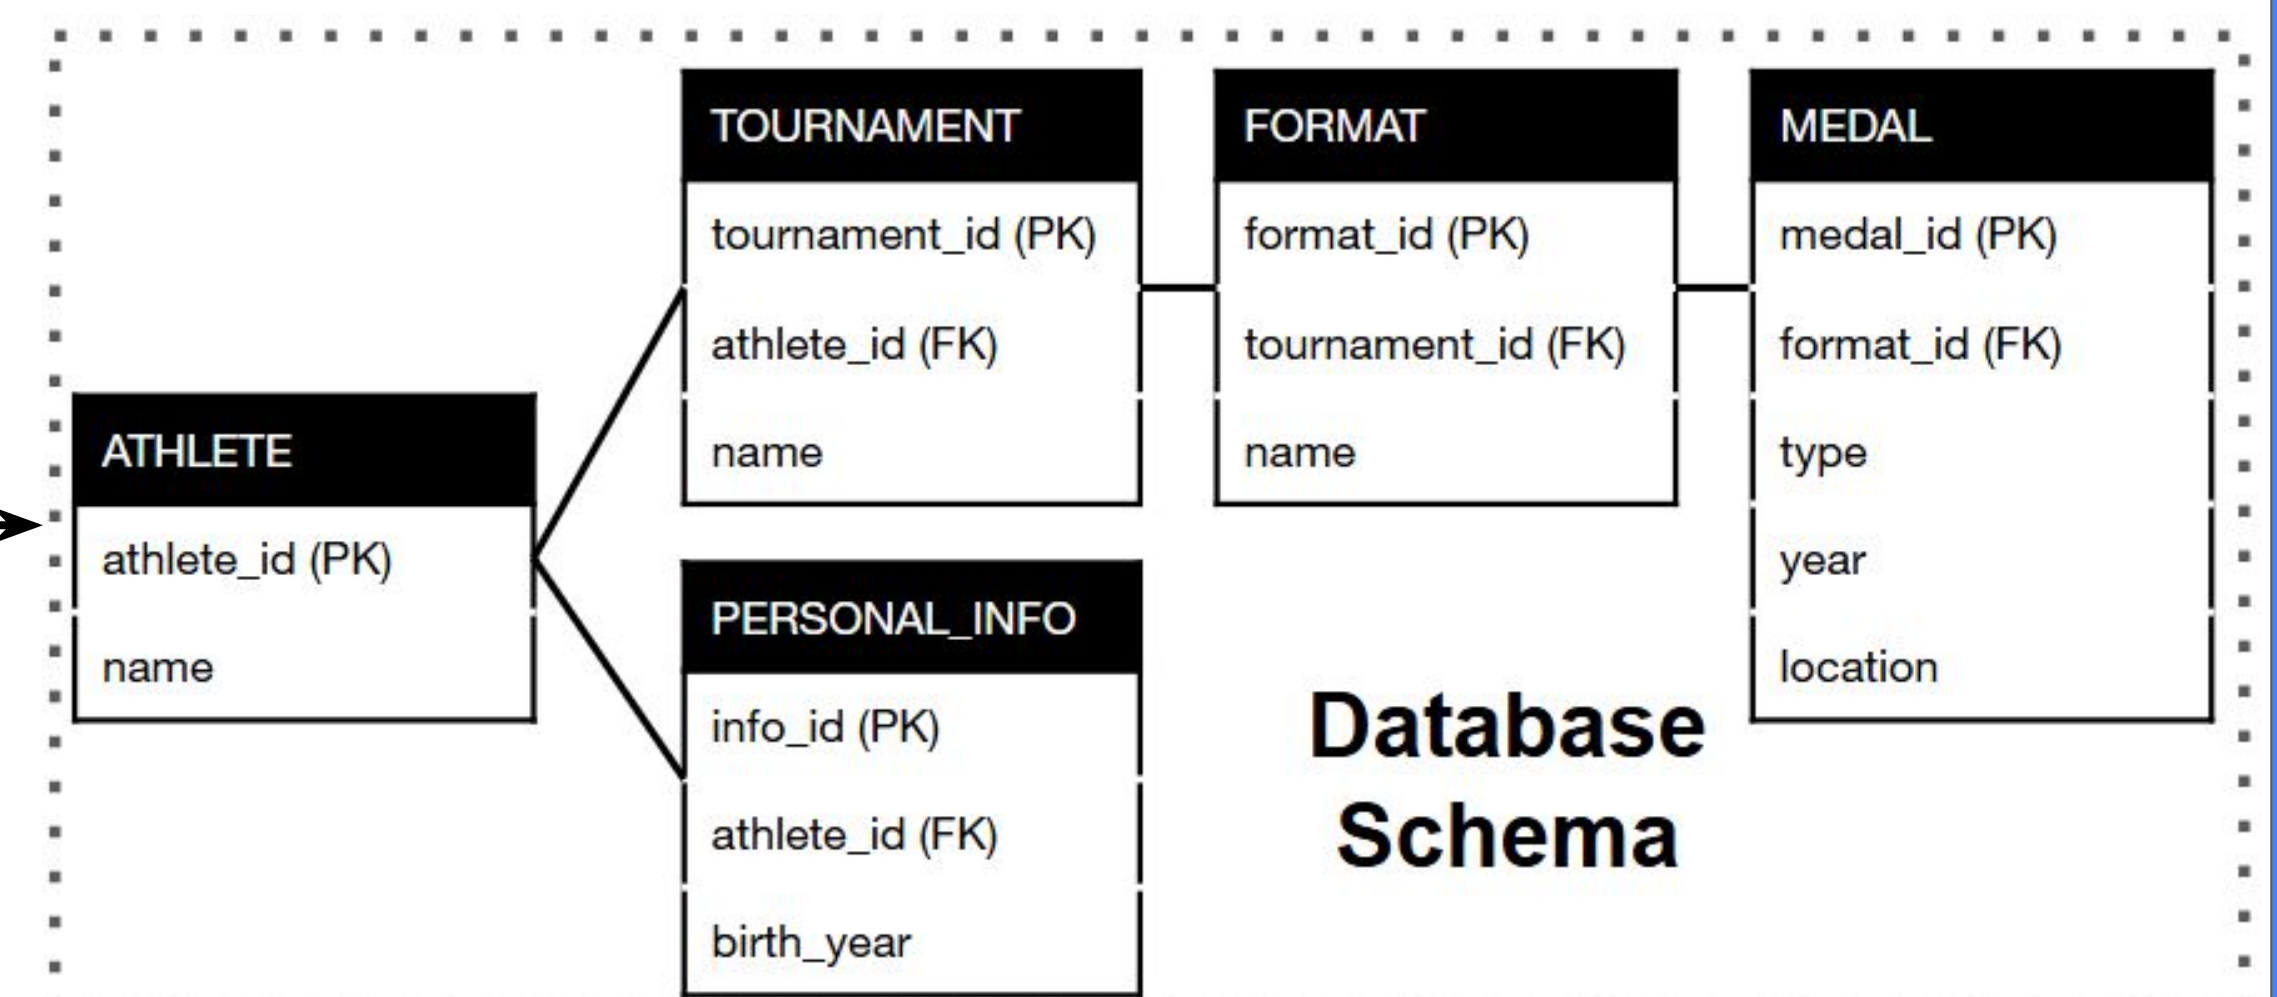 TOURNAMENT
tournament_id (PK)
athlete_id (FK)
name
FORMAT
format_id (PK)
tournament_id (FK)
name
MEDAL
medal_id (PK)
format_id (FK)
type
year
location
ATHLETE
athlete_id (PK)
name
PERSONAL_INFO
info_id (PK)
athlete_id (FK)
birth_year
Database
Schema